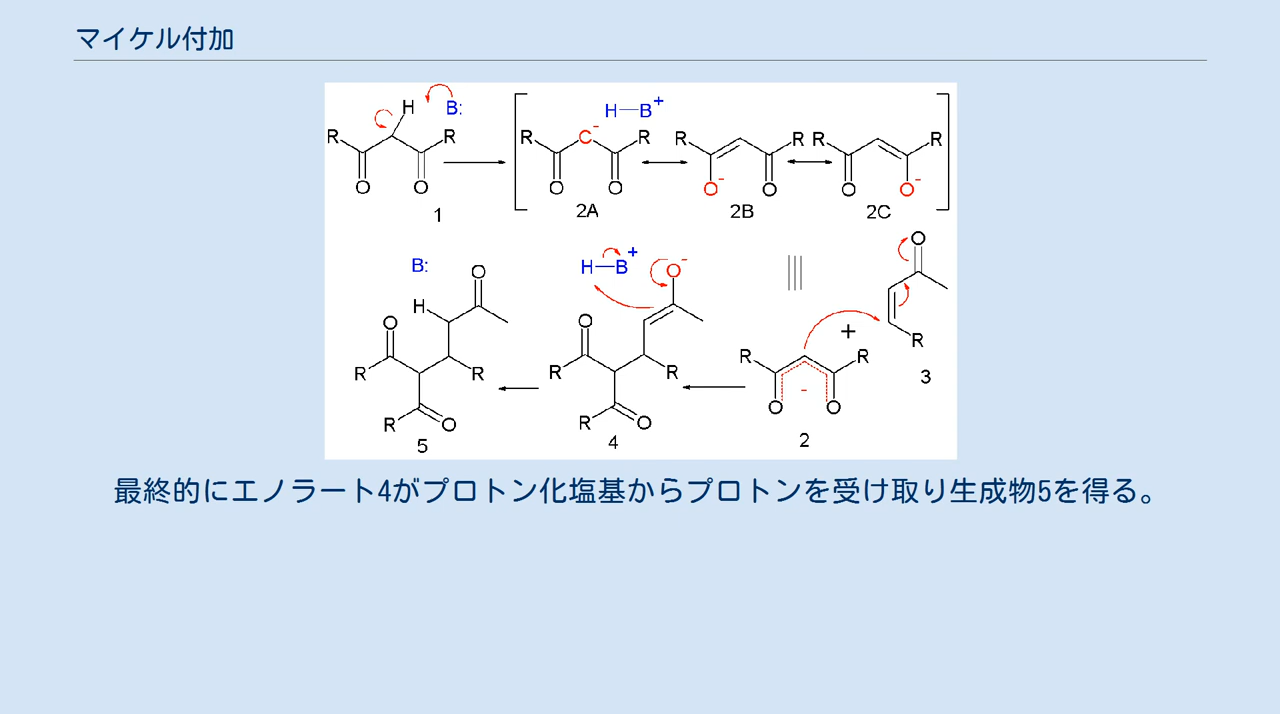 マイケル付加
H B:
R R
O O
1
H—B+
R C- R
O O
2A
R R
O- O
2B
R R
O O-
2C
B:
O
H
O
R R
R O
5
H—B+
O-
O
R R
R O
4
R R
O - O
2
+
O
R
3
最終的にエノラート4がプロトン化塩基からプロトンを受け取り生成物5を得る。